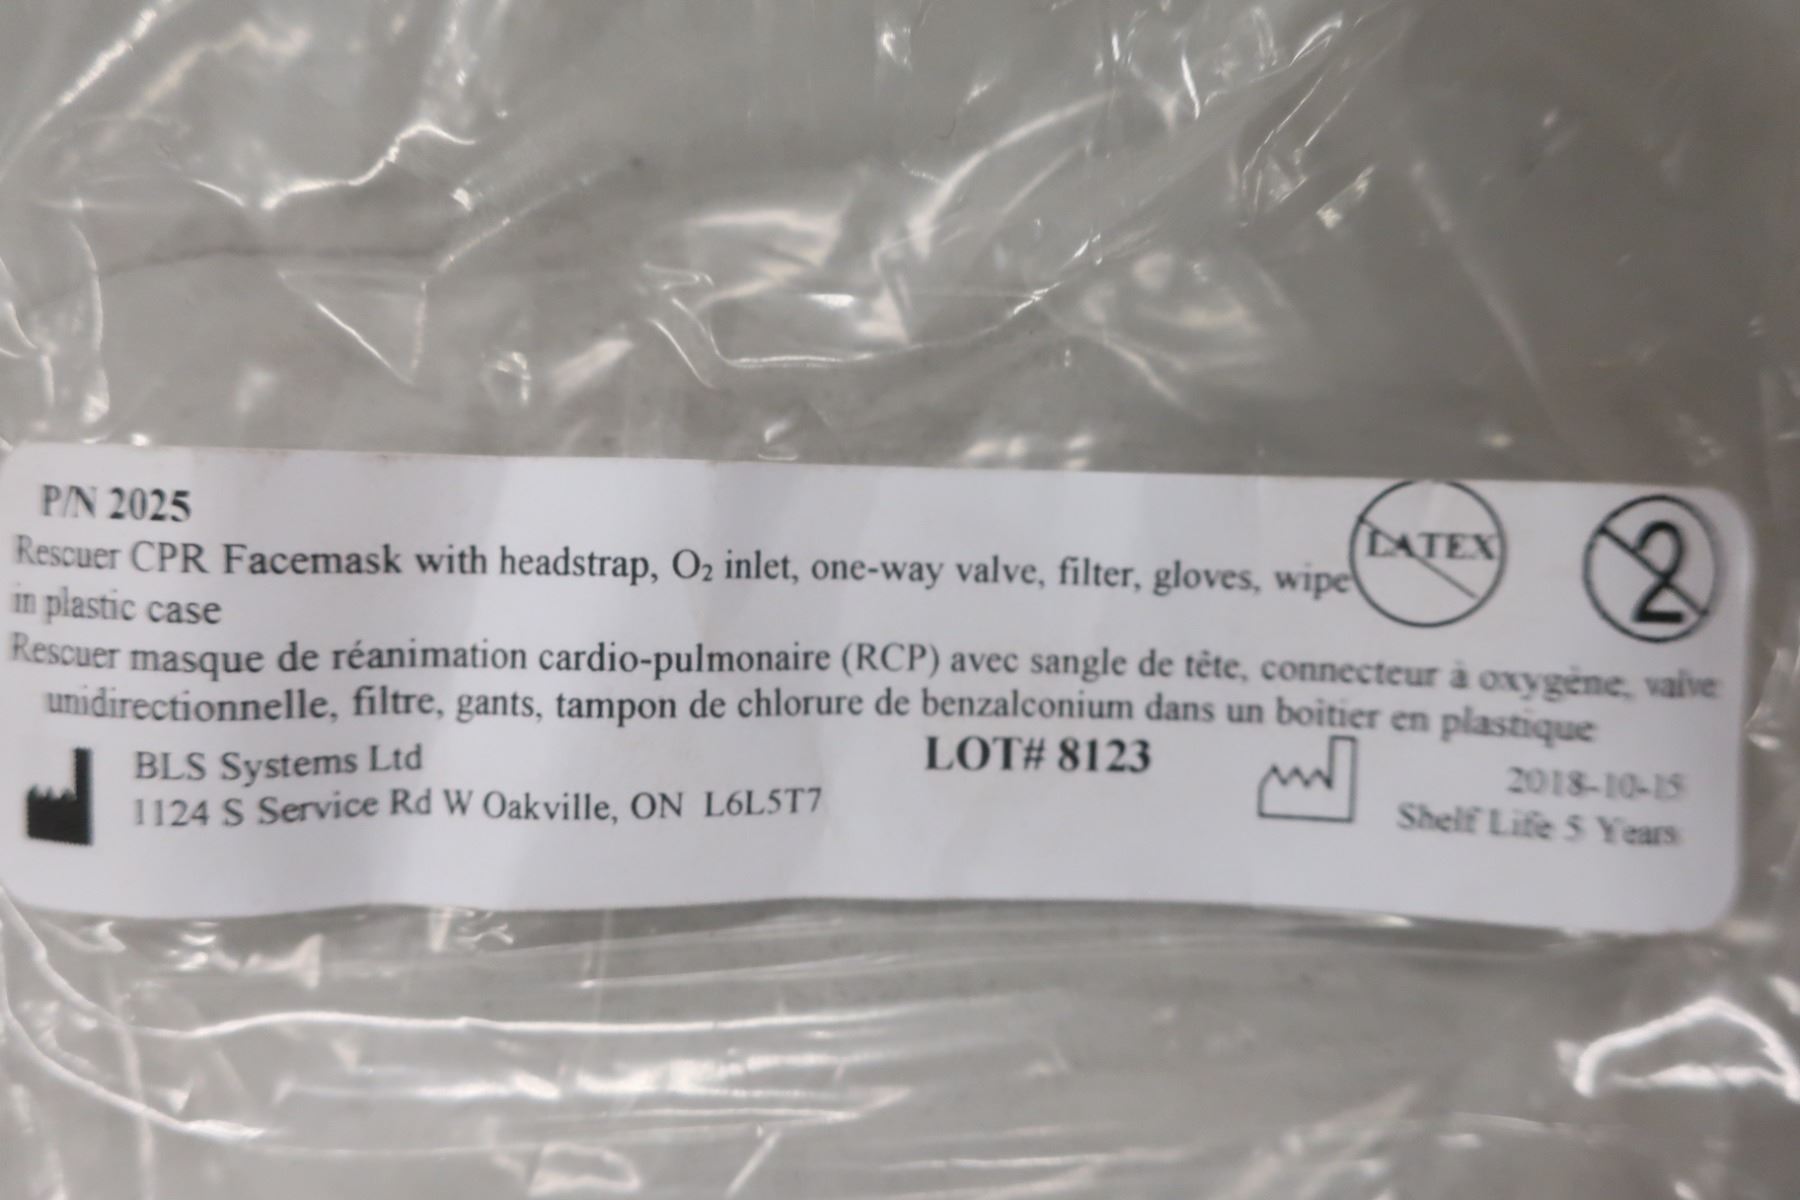 P/N 2025
Rescuer CPR Facemask with headstrap, O₂ inlet, one-way valve, filter, gloves, wipe
in plastic case
LATEX
2
Rescuer masque de réanimation cardio-pulmonaire (RCP) avec sangle de tête, connecteur à oxygène, valve
unidirectionnelle, filtre, gants, tampon de chlorure de benzalconium dans un boitier en plastique
BLS Systems Ltd
1124 S Service Rd W Oakville, ON L6L5T7
LOT# 8123
2018-10-15
Shelf Life 5 Years